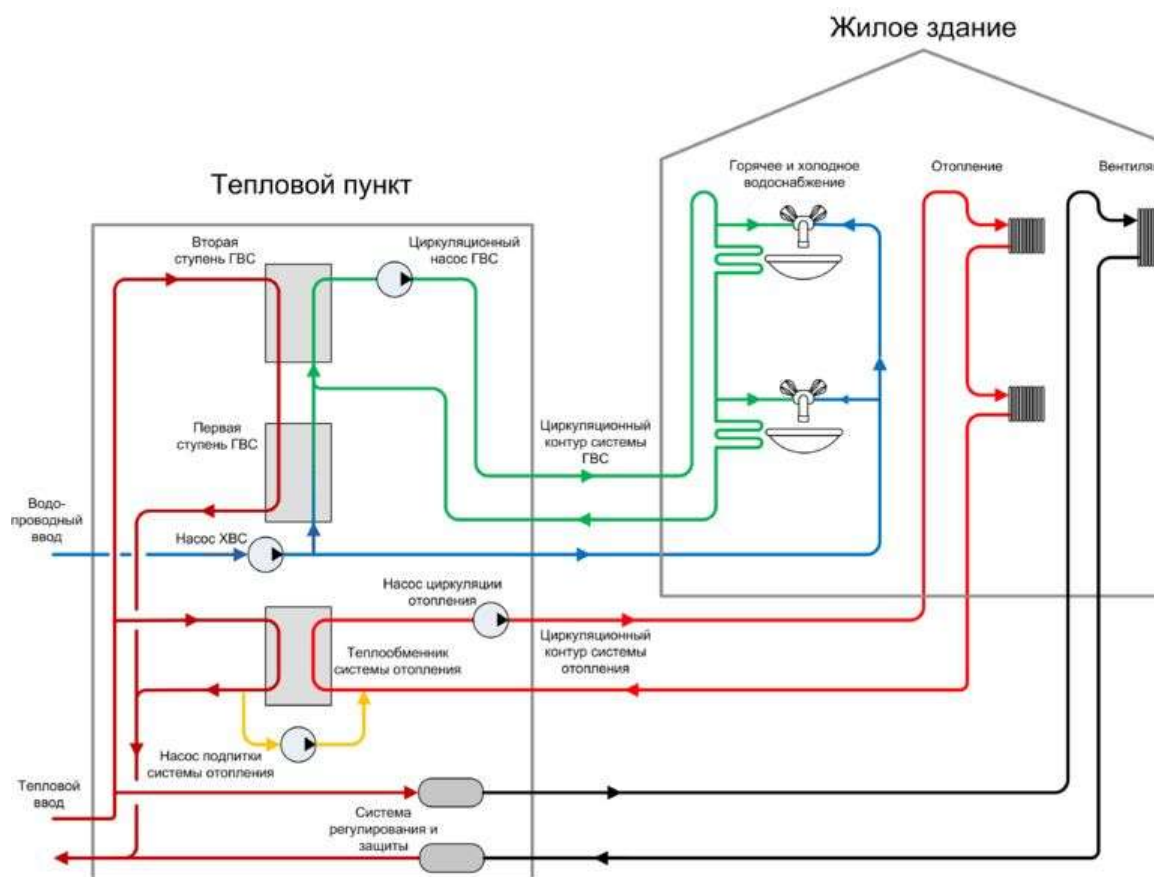 Жилое здание
Тепловой пункт
Горячее и холодное
водоснабжение
Отопление
Вентиля
Вторая
ступень ГВС
Циркуляционный
насос ГВС
Первая
ступень ГВС
Циркуляционный
контур системы
ГВС
Водо-
проводный
ввод
Насос ХВС
Насос циркуляции
отопления
Циркуляционный
контур системы
отопления
Теплообменник
системы отопления
Насос подпитки
системы отопления
Тепловой
ввод
Система
регулирования и
защиты